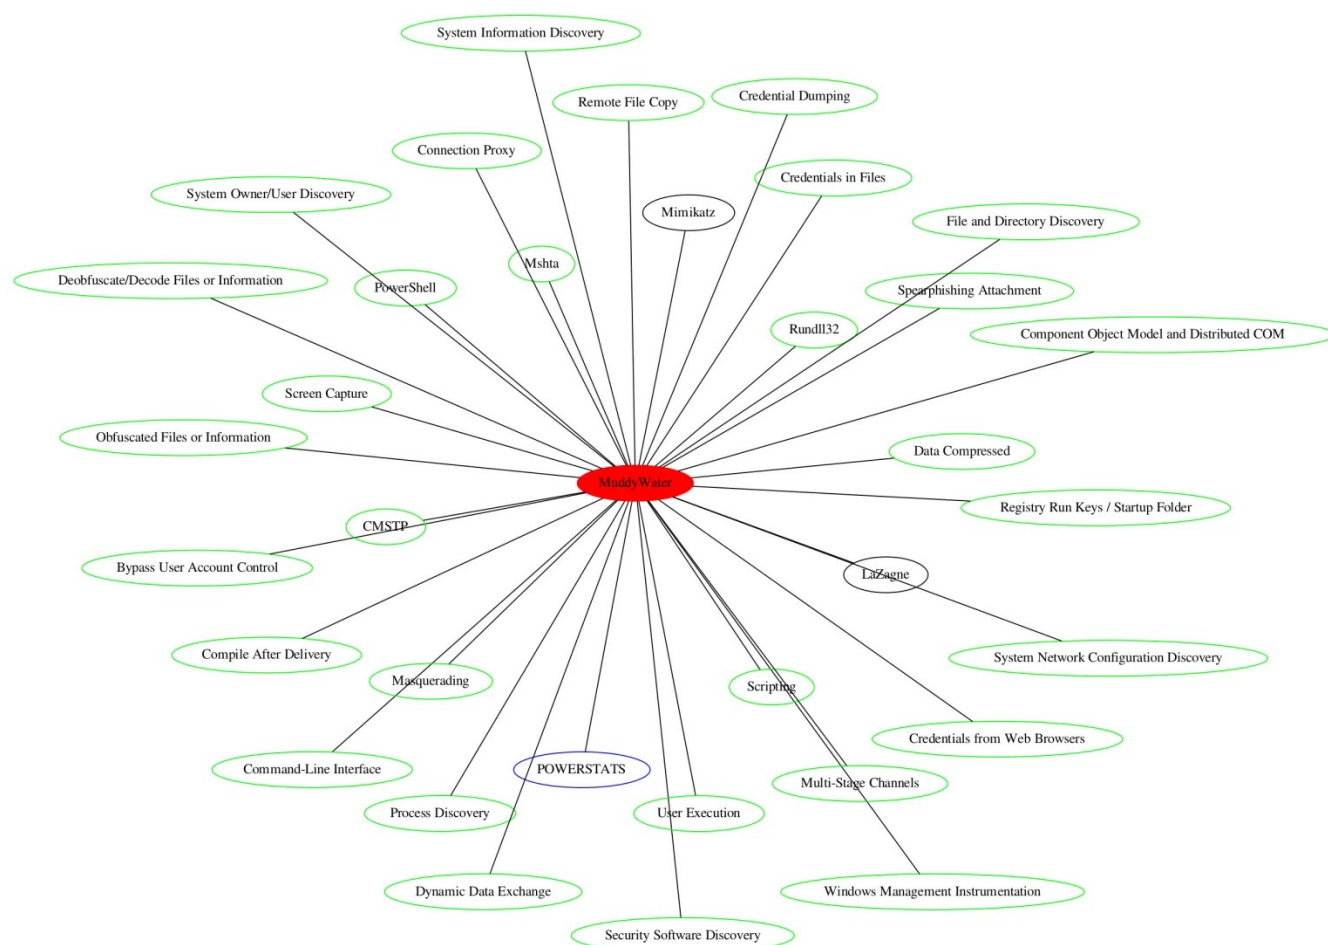 System Information Discovery
Remote File Copy
Credential Dumping
Connection Proxy
Credentials in Files
System Owner/User Discovery
Mimikatz
File and Directory Discovery
Mshta
Deobfuscate/Decode Files or Information
PowerShell
Spearphishing Attachment
Rundll32
Component Object Model and Distributed COM
Screen Capture
Obfuscated Files or Information
Data Compressed
MuddyWater
Registry Run Keys / Startup Folder
CMSTP
Bypass User Account Control
LaZagne
Compile After Delivery
System Network Configuration Discovery
Masquerading
Scripting
Credentials from Web Browsers
Command-Line Interface
POWERSTATS
Multi-Stage Channels
Process Discovery
User Execution
Dynamic Data Exchange
Windows Management Instrumentation
Security Software Discovery